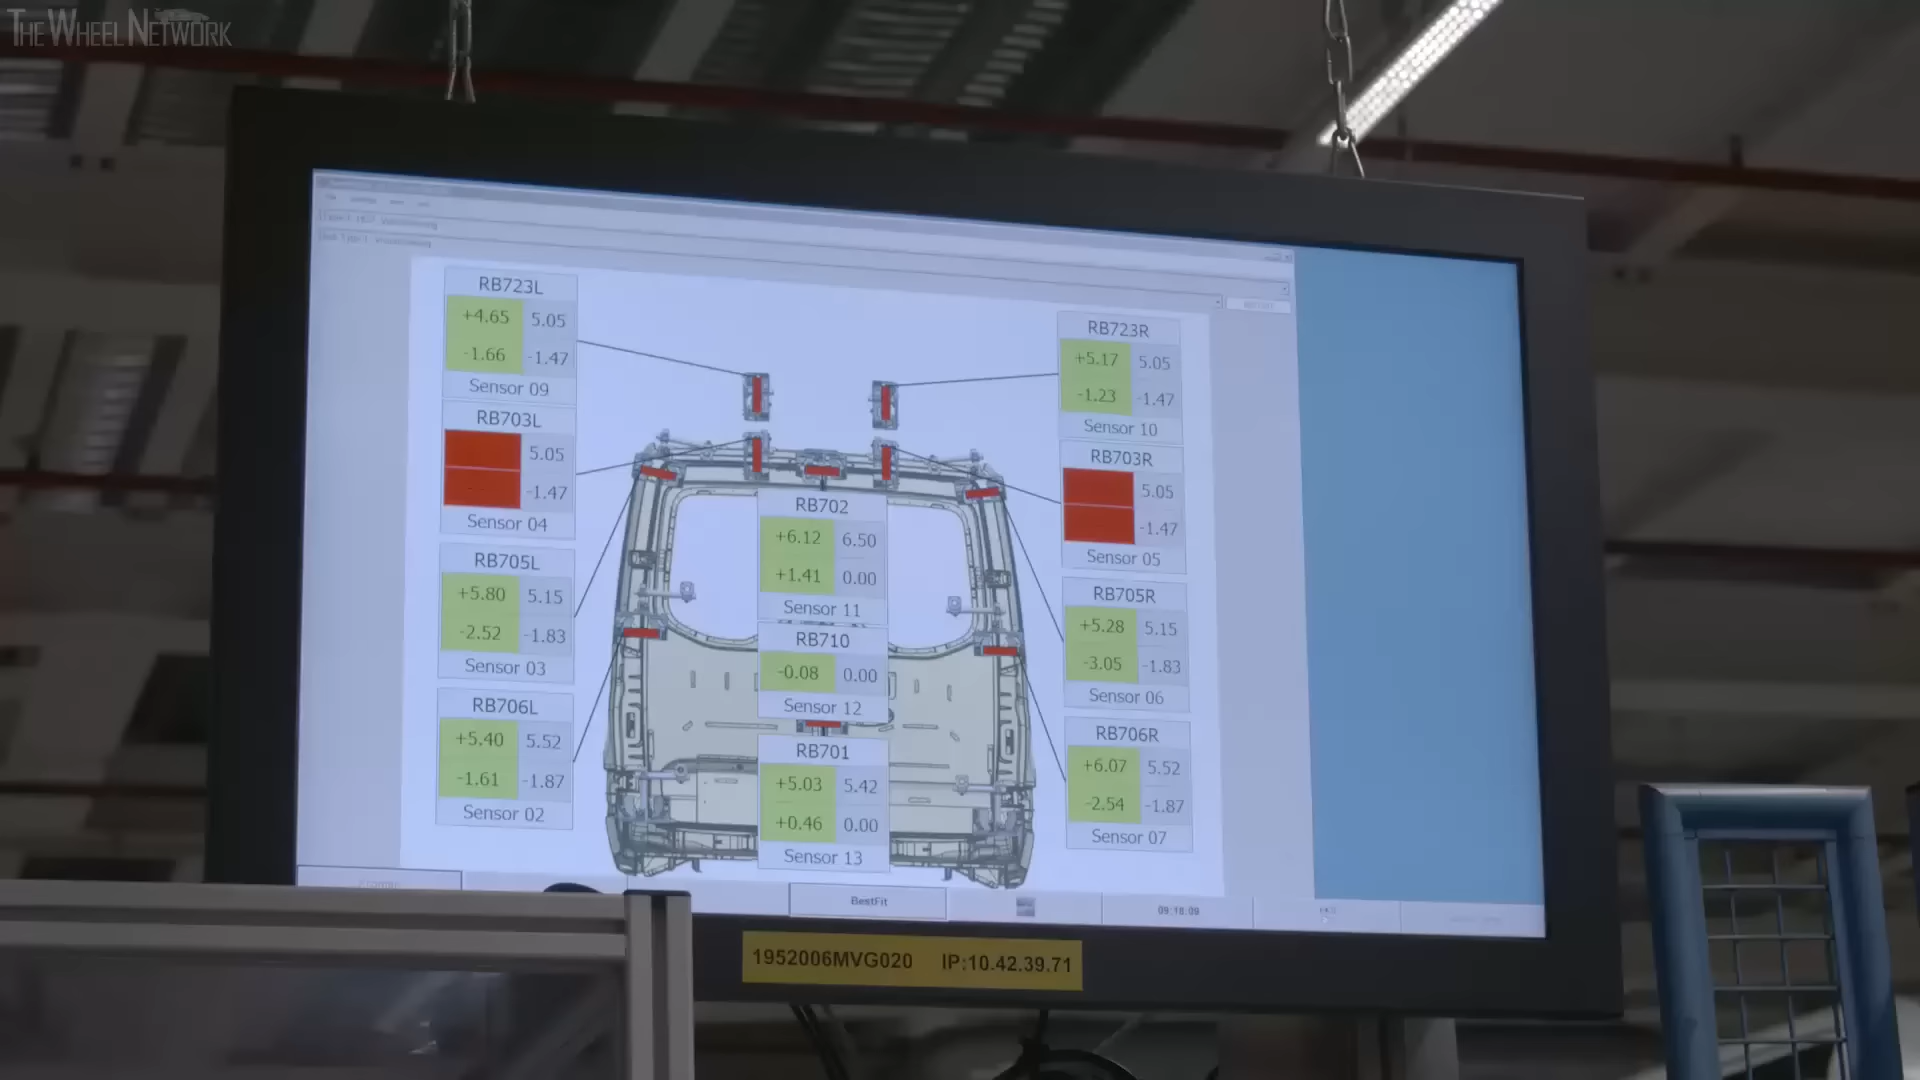 THE WHEEL NETWORK
RB723L
+4.65 5.05
-1.66 -1.47
Sensor 09
RB703L
5.05
-1.47
Sensor 04
RB705L
+5.80 5.15
-2.52 -1.83
Sensor 03
RB706L
+5.40 5.52
-1.61 -1.87
Sensor 02
RB702
+6.12 6.50
+1.41 0.00
Sensor 11
RB710
-0.08 0.00
Sensor 12
RB701
+5.03 5.42
+0.46 0.00
Sensor 13
RB723R
+5.17 5.05
-1.23 -1.47
Sensor 10
RB703R
5.05
-1.47
Sensor 05
RB705R
+5.28 5.15
-3.05 -1.83
Sensor 06
RB706R
+6.07 5.52
-2.54 -1.87
Sensor 07
BestFit
09:18:09
1952006MVG020 IP:10.42.39.71